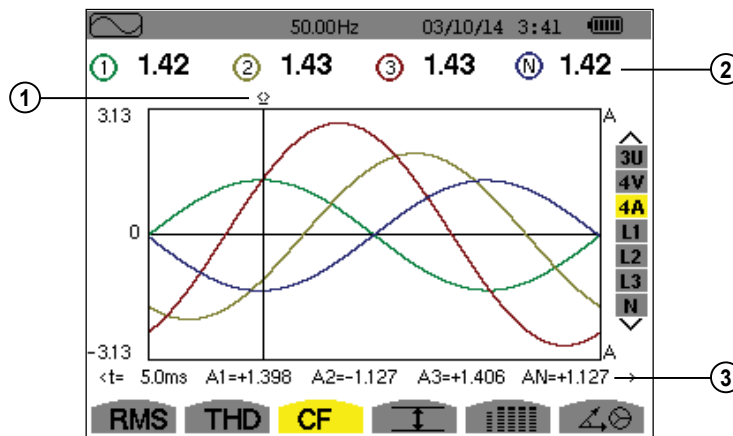 50.00Hz 03/10/14 3:41
1 1.42 2 1.43 3 1.43 N 1.42
2
1
3.13 A
3U
4V
4A
0
L1
L2
L3
N
-3.13 A
<t= 5.0ms A1=+1.398 A2=-1.127 A3=+1.406 AN=+1.127 →
3
RMS THD CF